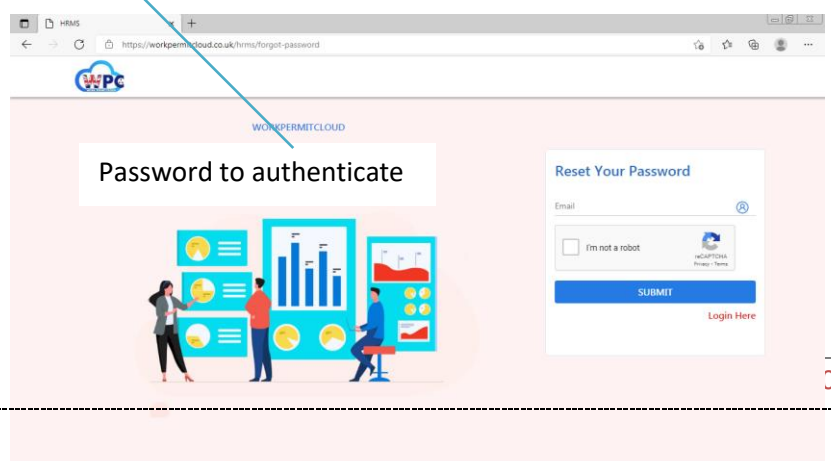 HRMS
https://workpermitcloud.co.uk/hrms/forgot-password
WPC
WORKPERMITCLOUD
Password to authenticate
Reset Your Password
Email
I'm not a robot
reCAPTCHA
Privacy - Terms
SUBMIT
Login Here